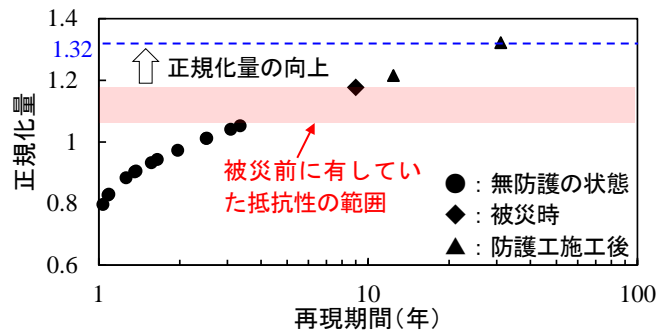 1.4
1.32
正規化量の向上
1.2
1
0.8
0.6
正規化量
被災前に有してい
た抵抗性の範囲
●：無防護の状態
◆：被災時
▲：防護工施工後
1
10
100
再現期間(年)